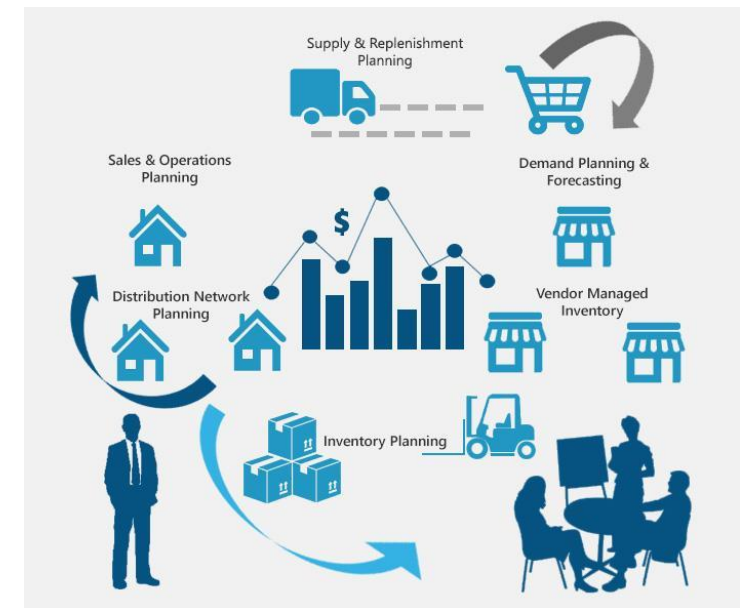 Supply & Replenishment
Planning
Sales & Operations
Planning
Demand Planning &
Forecasting
$
Distribution Network
Planning
Vendor Managed
Inventory
Inventory Planning